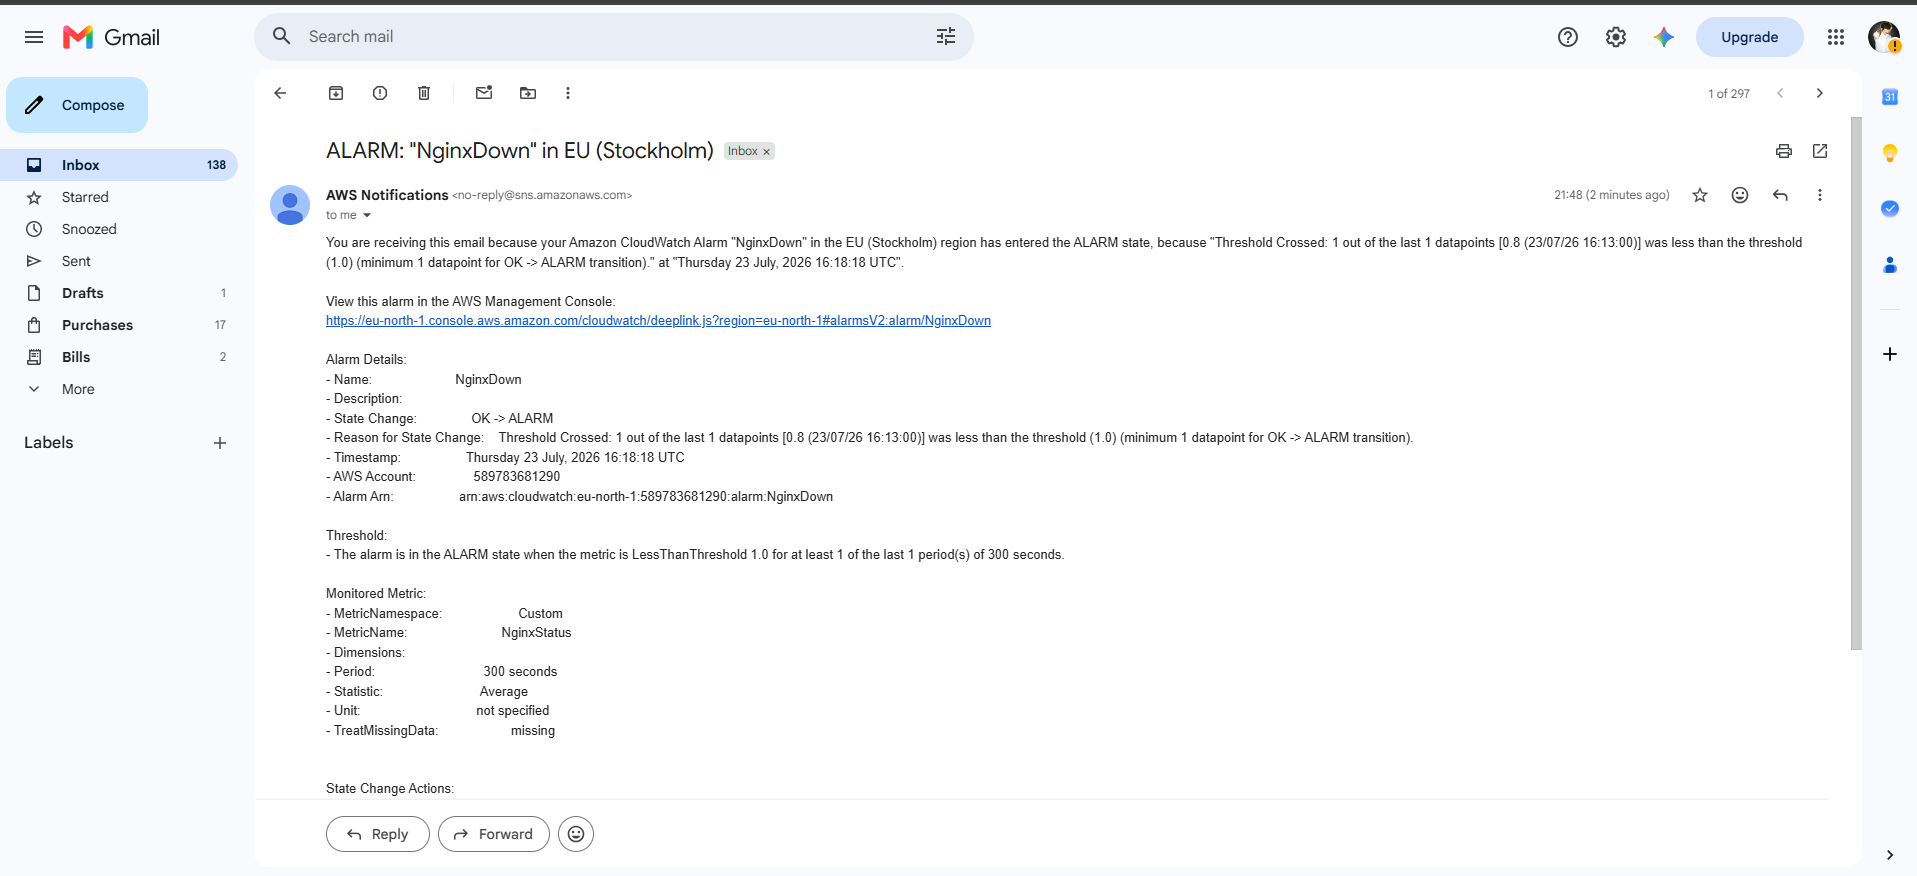 Gmail
Search mail
Upgrade
Compose
Inbox 138
Starred
Snoozed
Sent
Drafts 1
Purchases 17
Bills 2
More
Labels
1 of 297
31
ALARM: "NginxDown" in EU (Stockholm) Inbox ×
AWS Notifications <no-reply@sns.amazonaws.com>
21:48 (2 minutes ago)
to me
You are receiving this email because your Amazon CloudWatch Alarm "NginxDown" in the EU (Stockholm) region has entered the ALARM state, because "Threshold Crossed: 1 out of the last 1 datapoints [0.8 (23/07/26 16:13:00)] was less than the threshold
(1.0) (minimum 1 datapoint for OK -> ALARM transition)." at "Thursday 23 July, 2026 16:18:18 UTC".
View this alarm in the AWS Management Console:
https://eu-north-1.console.aws.amazon.com/cloudwatch/deeplink.js?region=eu-north-1#alarmsV2:alarm/NginxDown
Alarm Details:
- Name: NginxDown
- Description:
- State Change: OK -> ALARM
- Reason for State Change: Threshold Crossed: 1 out of the last 1 datapoints [0.8 (23/07/26 16:13:00)] was less than the threshold (1.0) (minimum 1 datapoint for OK -> ALARM transition).
- Timestamp: Thursday 23 July, 2026 16:18:18 UTC
- AWS Account: 589783681290
- Alarm Arn: arn:aws:cloudwatch:eu-north-1:589783681290:alarm:NginxDown
Threshold:
- The alarm is in the ALARM state when the metric is LessThanThreshold 1.0 for at least 1 of the last 1 period(s) of 300 seconds.
Monitored Metric:
- MetricNamespace: Custom
- MetricName: NginxStatus
- Dimensions:
- Period: 300 seconds
- Statistic: Average
- Unit: not specified
- TreatMissingData: missing
State Change Actions:
Reply
Forward